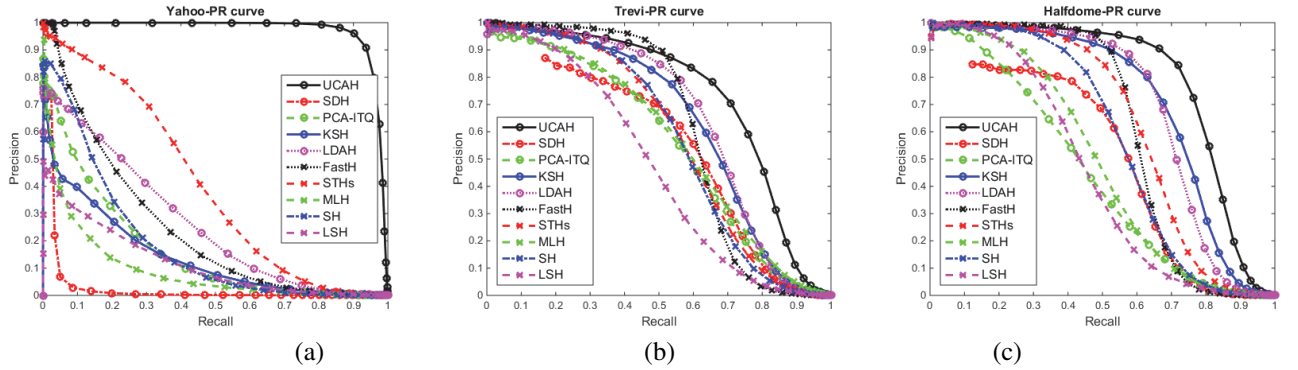 Yahoo-PR curve
Precision
1
0.9
0.8
0.7
0.6
0.5
0.4
0.3
0.2
0.1
0
UCAH
SDH
PCA-ITQ
KSH
LDAH
FastH
STHs
MLH
SH
LSH
0 0.1 0.2 0.3 0.4 0.5 0.6 0.7 0.8 0.9 1
Recall
(a)
Trevi-PR curve
Precision
1
0.9
0.8
0.7
0.6
0.5
0.4
0.3
0.2
0.1
0
UCAH
SDH
PCA-ITQ
KSH
LDAH
FastH
STHs
MLH
SH
LSH
0 0.1 0.2 0.3 0.4 0.5 0.6 0.7 0.8 0.9 1
Recall
(b)
Halfdome-PR curve
Precision
1
0.9
0.8
0.7
0.6
0.5
0.4
0.3
0.2
0.1
0
UCAH
SDH
PCA-ITQ
KSH
LDAH
FastH
STHs
MLH
SH
LSH
0 0.1 0.2 0.3 0.4 0.5 0.6 0.7 0.8 0.9 1
Recall
(c)